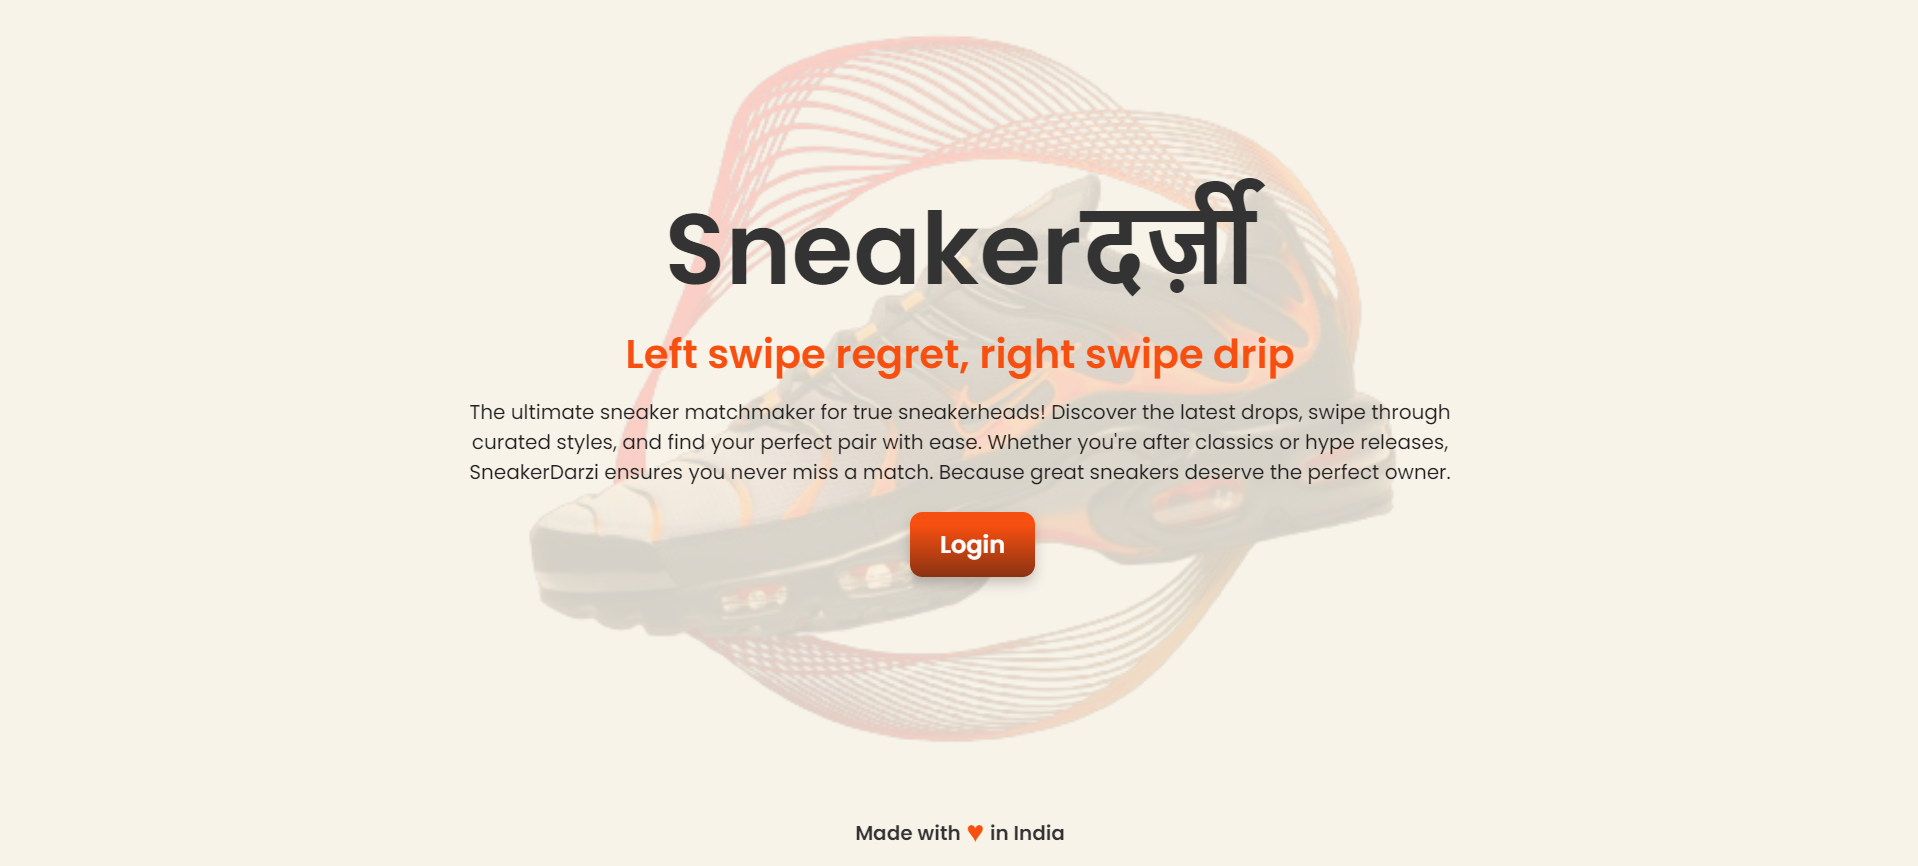 Sneakerदर्ज़ी
Left swipe regret, right swipe drip
The ultimate sneaker matchmaker for true sneakerheads! Discover the latest drops, swipe through
curated styles, and find your perfect pair with ease. Whether you're after classics or hype releases,
SneakerDarzi ensures you never miss a match. Because great sneakers deserve the perfect owner.
Login
Made with ♥ in India